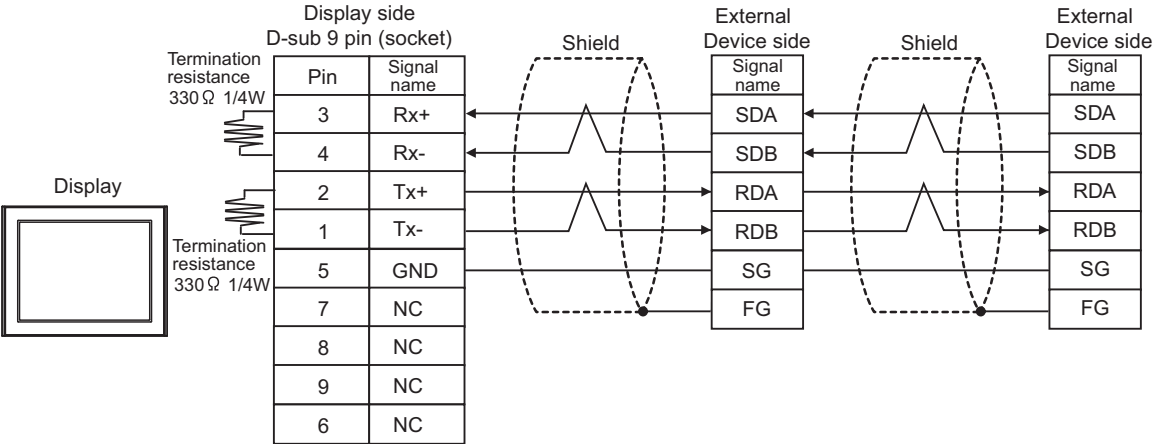 Display side
D-sub 9 pin (socket)
External
Device side
External
Device side
Shield
Shield
Termination
resistance
330Ω 1/4W
Pin
Signal
name
Signal
name
Signal
name
3 Rx+ SDA SDA
4 Rx- SDB SDB
Display
2 Tx+ RDA RDA
1 Tx- RDB RDB
Termination
resistance
330Ω 1/4W
5 GND SG SG
7 NC FG FG
8 NC
9 NC
6 NC